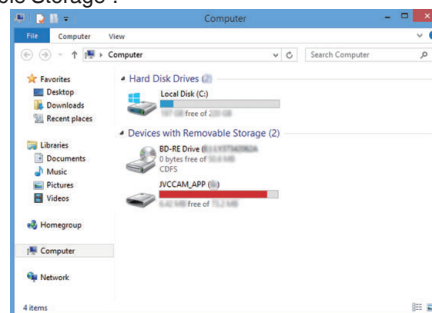 ble Storage".
Computer
File Computer View
Computer
Search Computer
Favorites
Desktop
Downloads
Recent places
Libraries
Documents
Music
Pictures
Videos
Homegroup
Computer
Network
Hard Disk Drives (2)
Local Disk (C:)
free of
Devices with Removable Storage (2)
BD-RE Drive
0 bytes free of
CDFS
JVCCAM_APP
free of
4 items